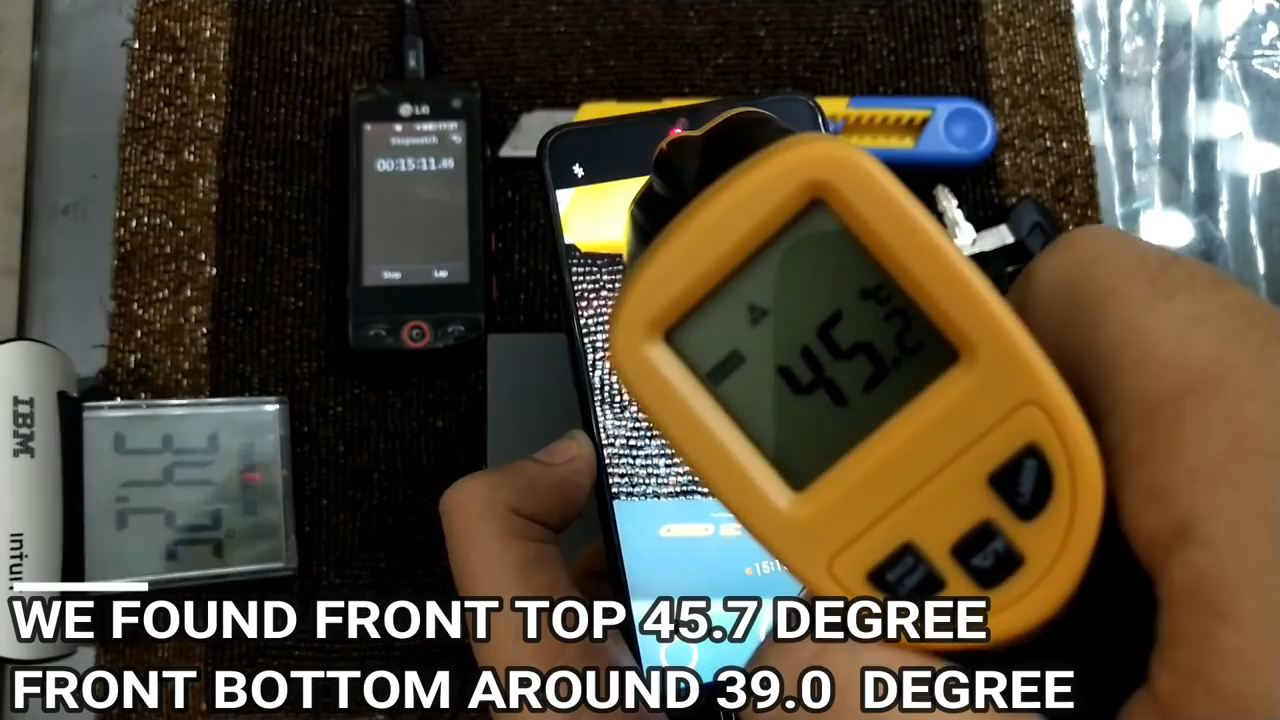 LG
Stopwatch
00:15:11
Stop
Lap
45.2 °C
34.2 °C
IBM
WE FOUND FRONT TOP 45.7 DEGREE
FRONT BOTTOM AROUND 39.0 DEGREE